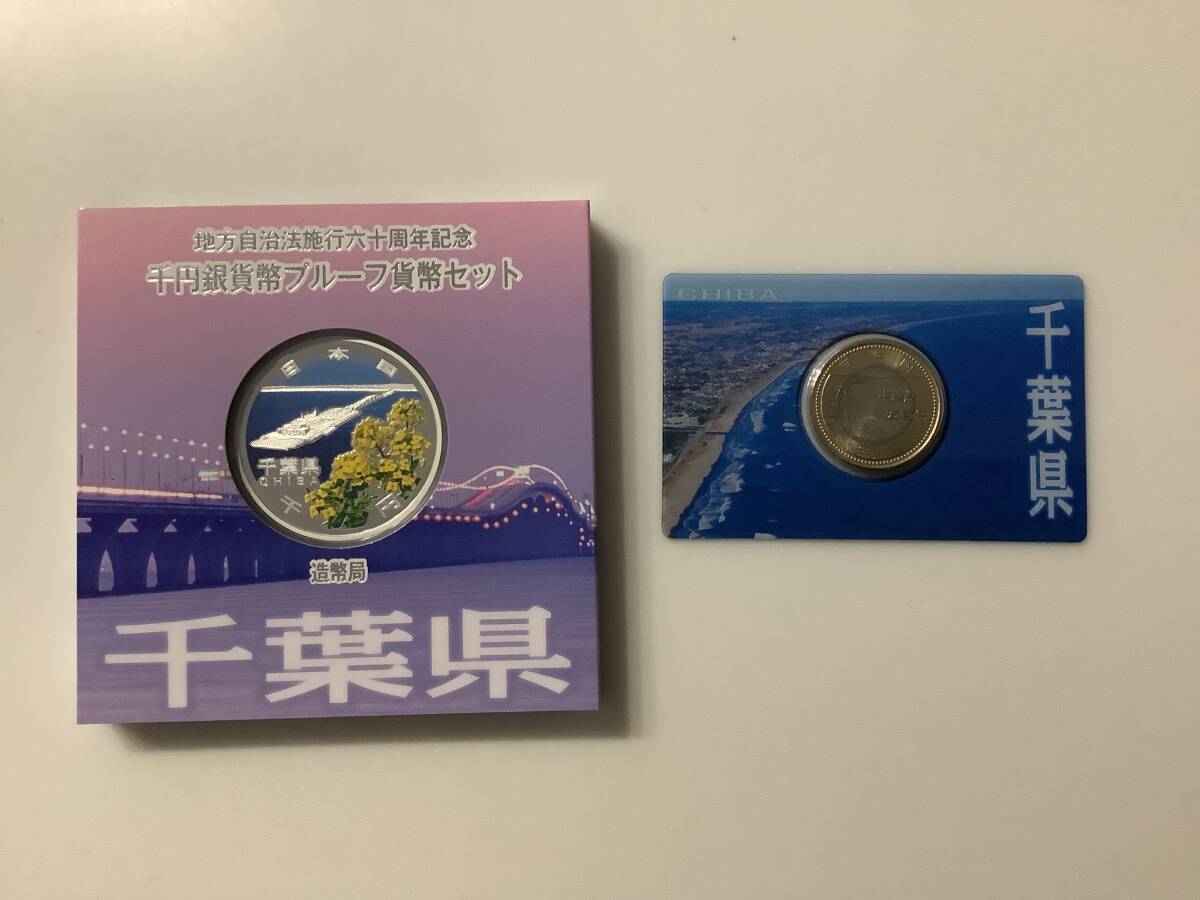 地方自治法施行六十周年記念
千円銀貨幣プルーフ貨幣セット
日本国
千葉県
CHIBA
千円
造幣局
千葉県
CHIBA
千葉県